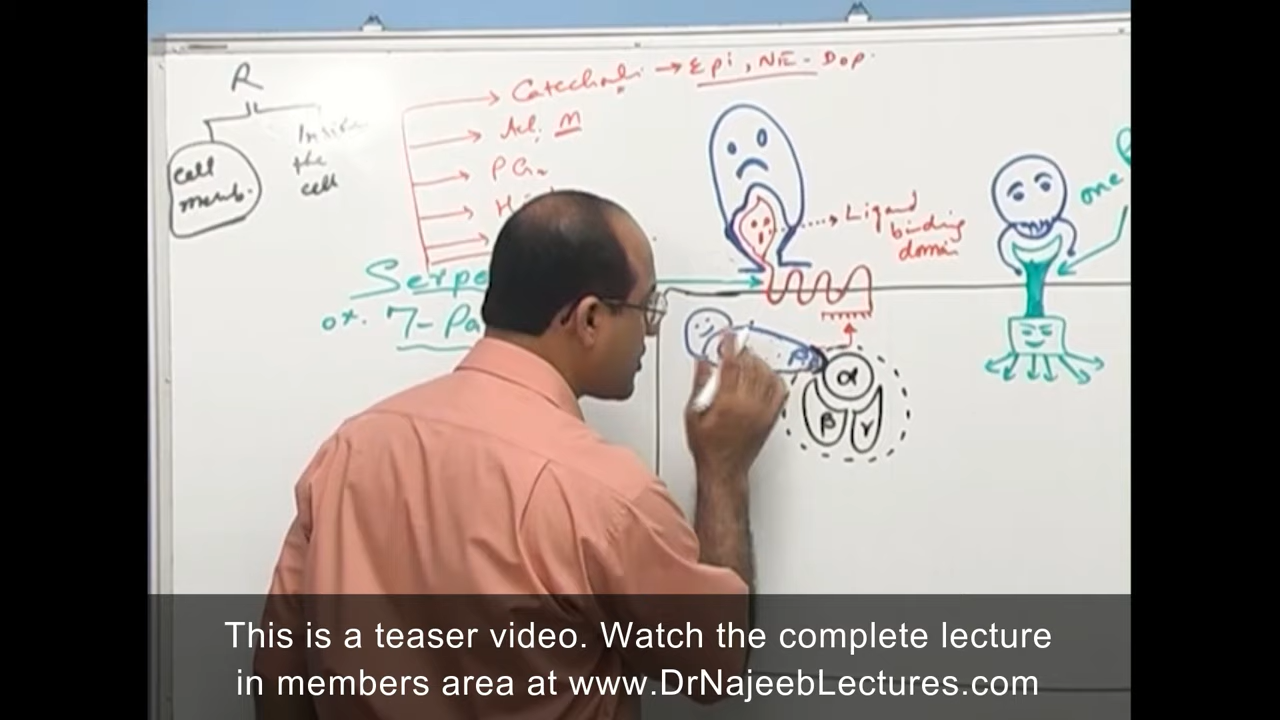 R
cell
memb.
Inside
the
cell
Catechol → Epi, NE - Dop.
M
PG
Serpe
or. 7-Pa
Ligand
binding
domain
one
α
β γ
This is a teaser video. Watch the complete lecture
in members area at www.DrNajeebLectures.com